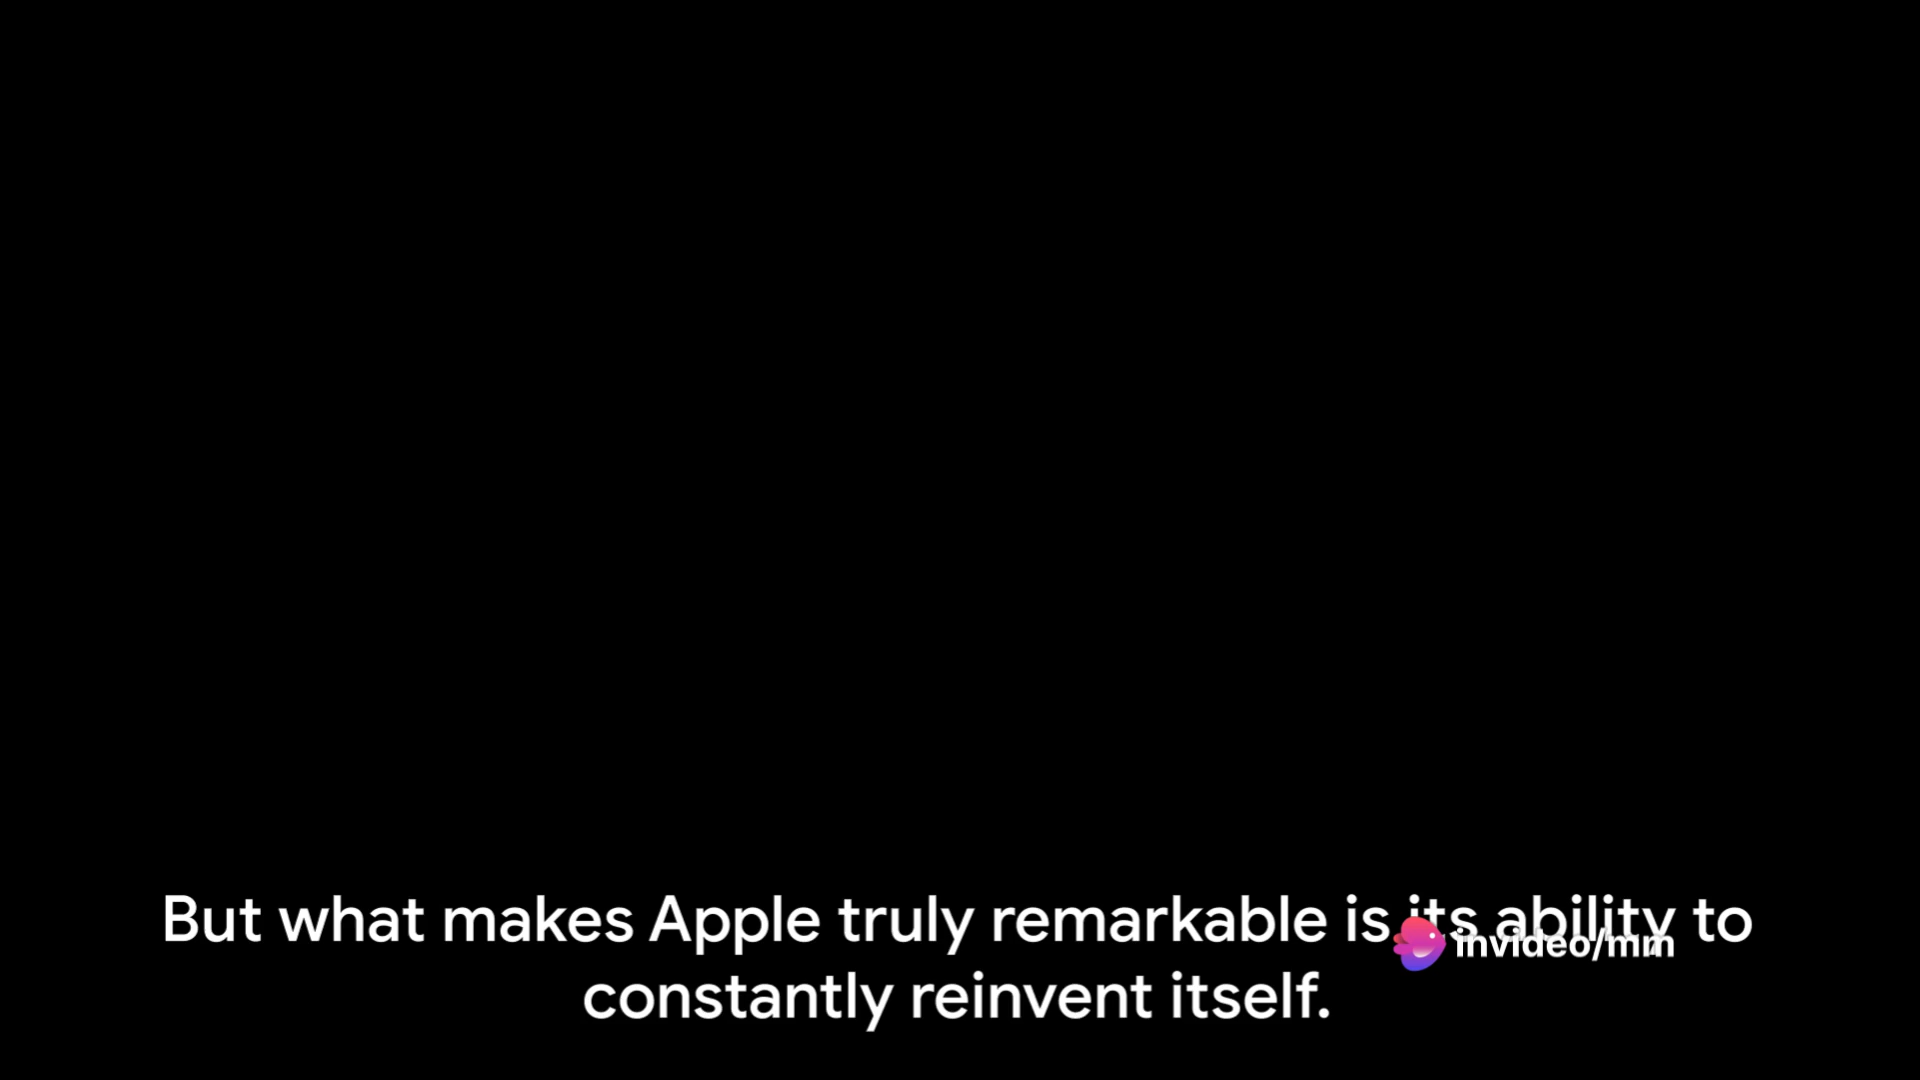 But what makes Apple truly remarkable is its ability to
constantly reinvent itself.
invideo/mm